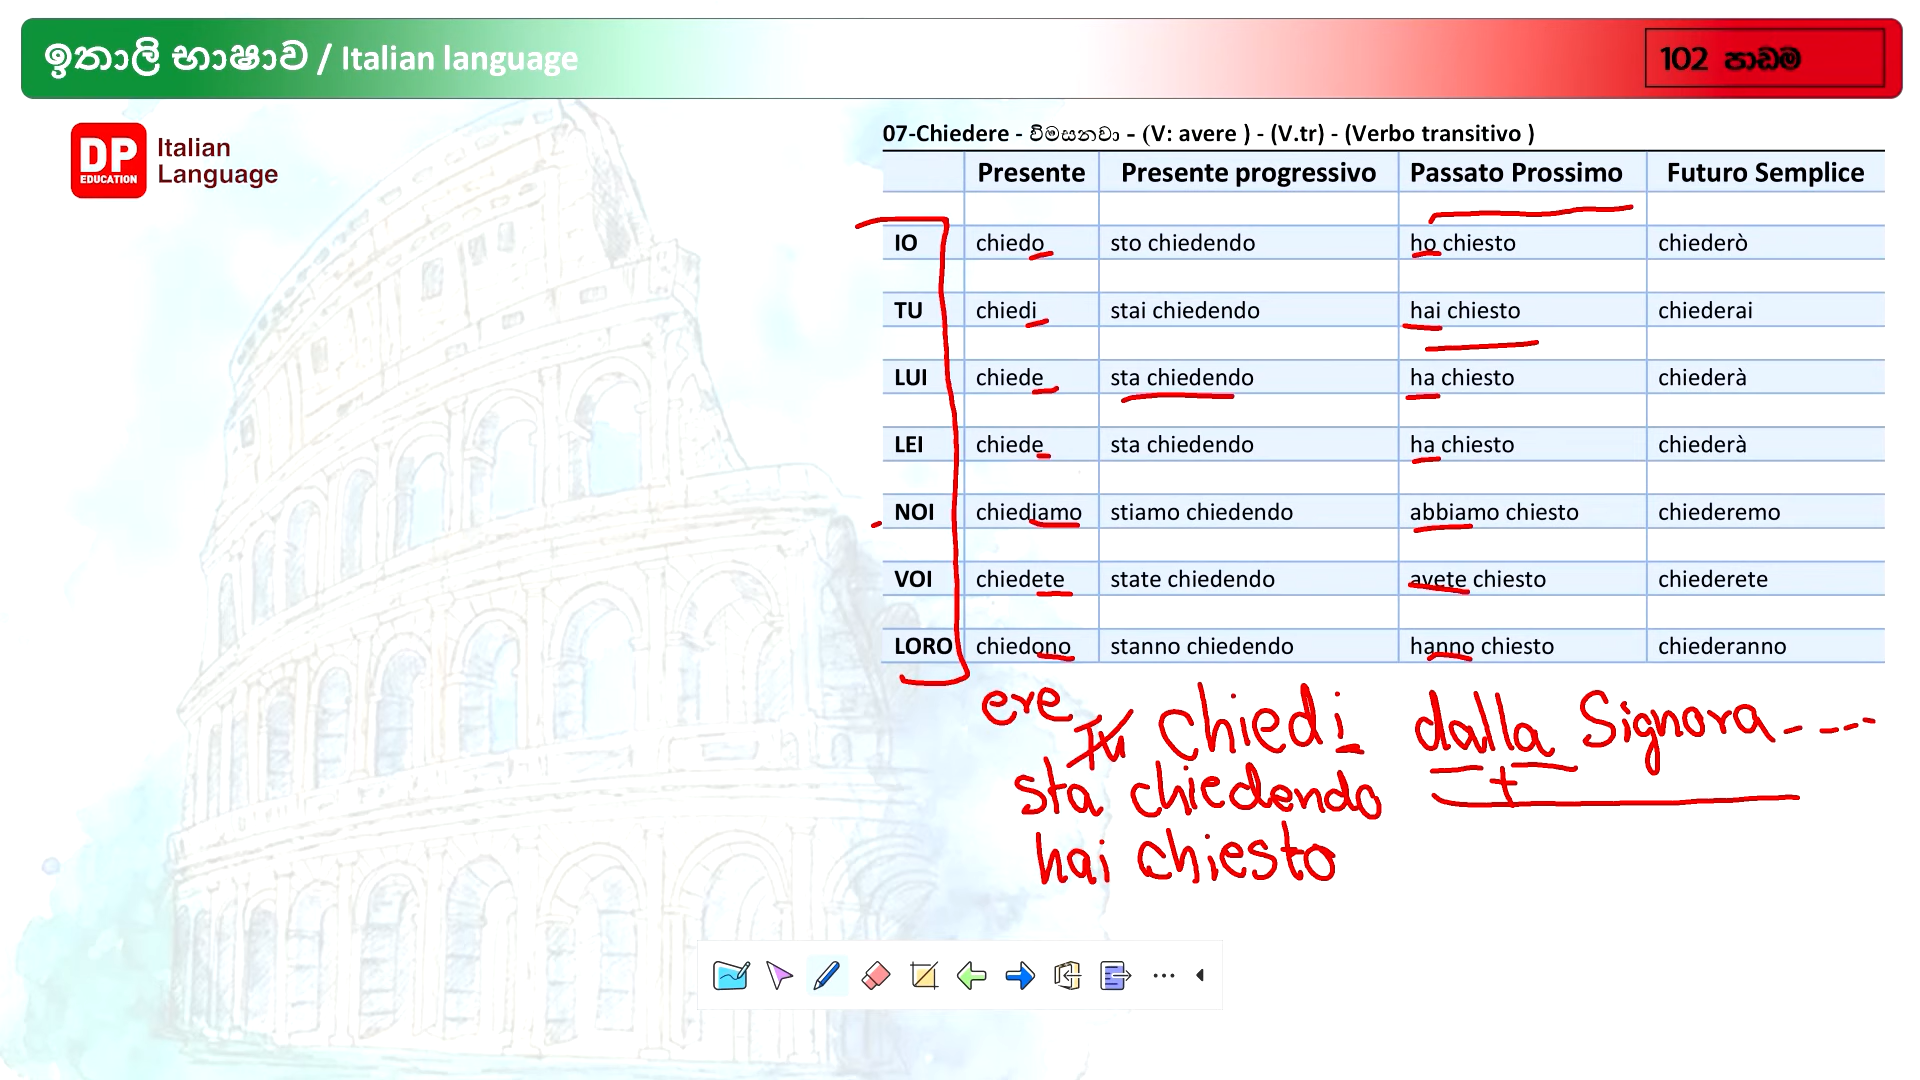 ඉතාලි භාෂාව / Italian language
102 පාඩම
DP
EDUCATION
Italian
Language
07-Chiedere - විමසනවා - (V: avere ) - (V.tr) - (Verbo transitivo )
Presente Presente progressivo Passato Prossimo Futuro Semplice
IO chiedo sto chiedendo ho chiesto chiederò
TU chiedi stai chiedendo hai chiesto chiederai
LUI chiede sta chiedendo ha chiesto chiederà
LEI chiede sta chiedendo ha chiesto chiederà
NOI chiediamo stiamo chiedendo abbiamo chiesto chiederemo
VOI chiedete state chiedendo avete chiesto chiederete
LORO chiedono stanno chiedendo hanno chiesto chiederanno
ere
Tu chiedi dalla Signora - - - -
+
sta chiedendo
hai chiesto